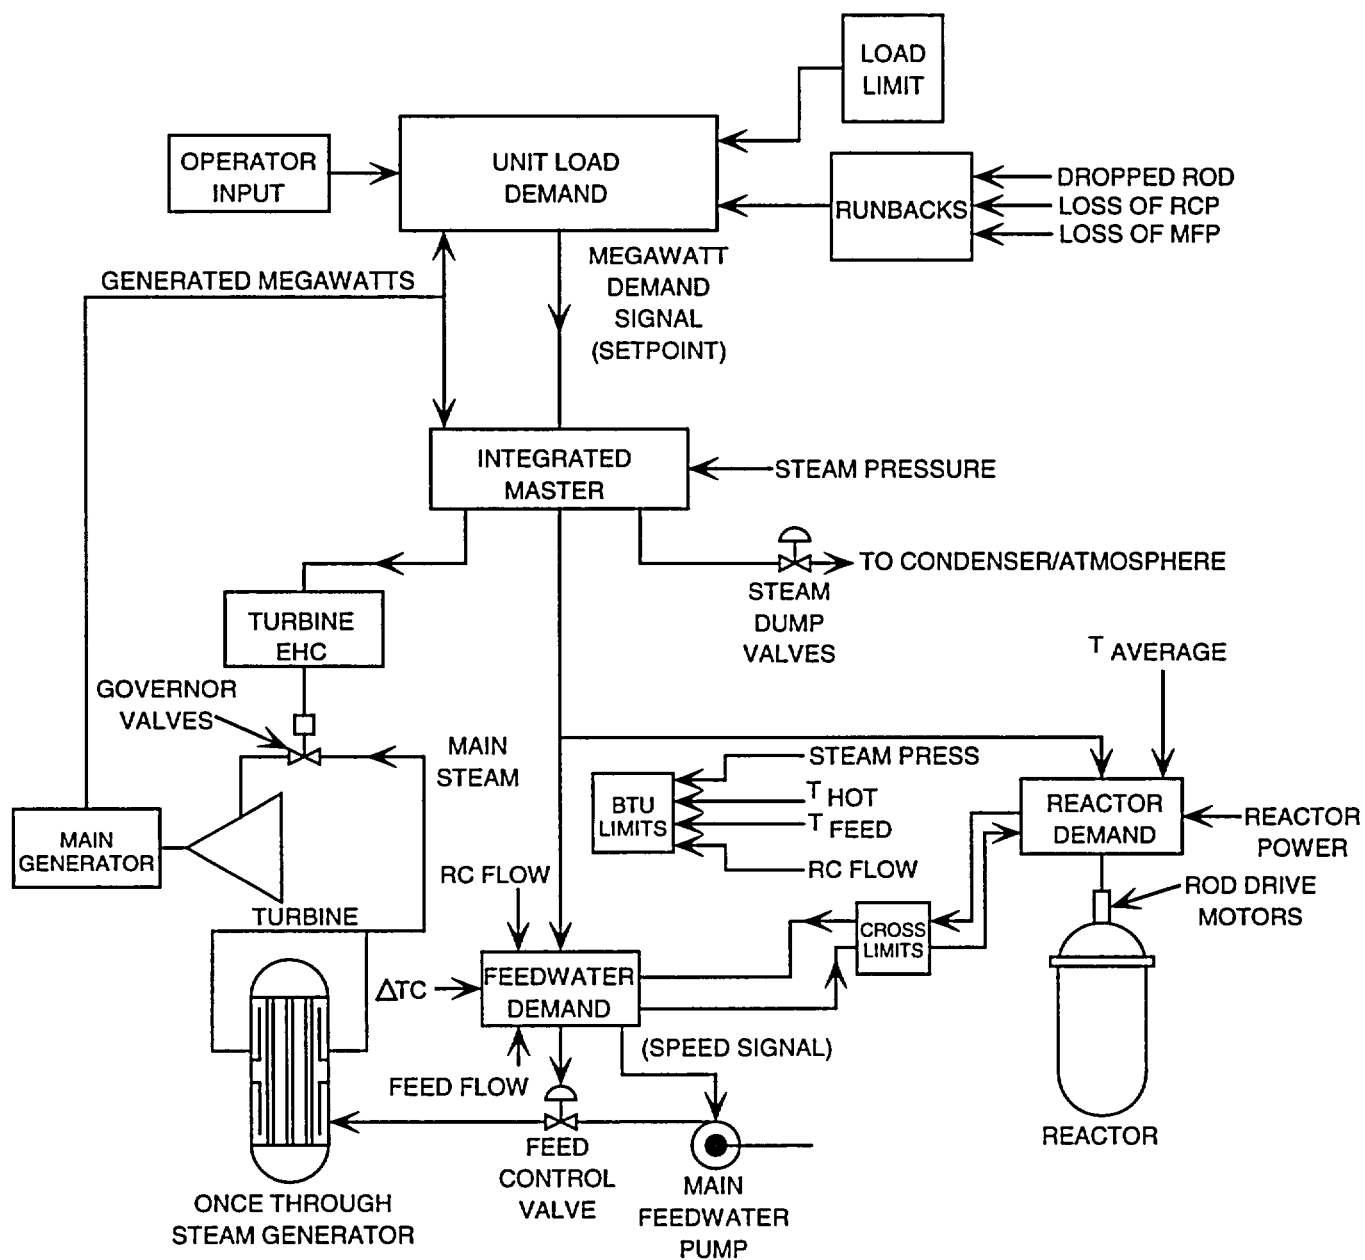 LOAD
LIMIT
OPERATOR
INPUT
UNIT LOAD
DEMAND
RUNBACKS
DROPPED ROD
LOSS OF RCP
LOSS OF MFP
GENERATED MEGAWATTS
MEGAWATT
DEMAND
SIGNAL
(SETPOINT)
INTEGRATED
MASTER
STEAM PRESSURE
TO CONDENSER/ATMOSPHERE
STEAM
DUMP
VALVES
TURBINE
EHC
T AVERAGE
GOVERNOR
VALVES
MAIN
STEAM
STEAM PRESS
T HOT
T FEED
RC FLOW
BTU
LIMITS
REACTOR
DEMAND
REACTOR
POWER
MAIN
GENERATOR
RC FLOW
ROD DRIVE
MOTORS
TURBINE
CROSS
LIMITS
ΔTC
FEEDWATER
DEMAND
(SPEED SIGNAL)
FEED FLOW
REACTOR
FEED
CONTROL
VALVE
MAIN
FEEDWATER
PUMP
ONCE THROUGH
STEAM GENERATOR